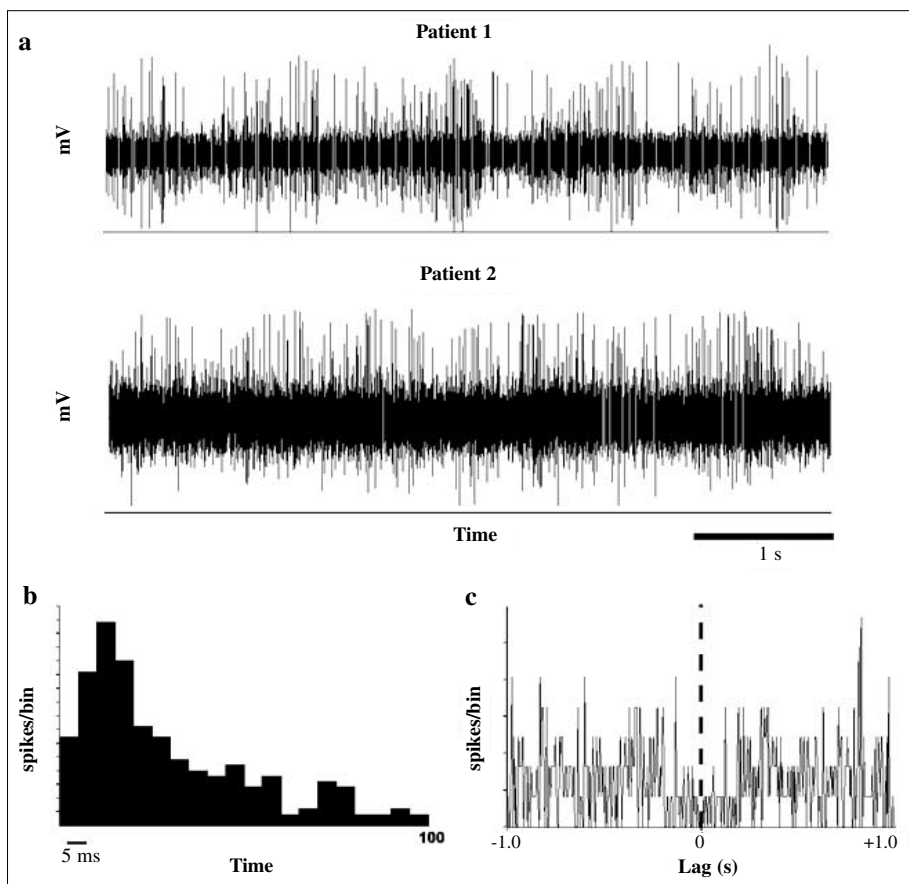 a
Patient 1
mV
Patient 2
mV
Time
1 s
b
spikes/bin
100
5 ms
Time
c
spikes/bin
-1.0
0
+1.0
Lag (s)